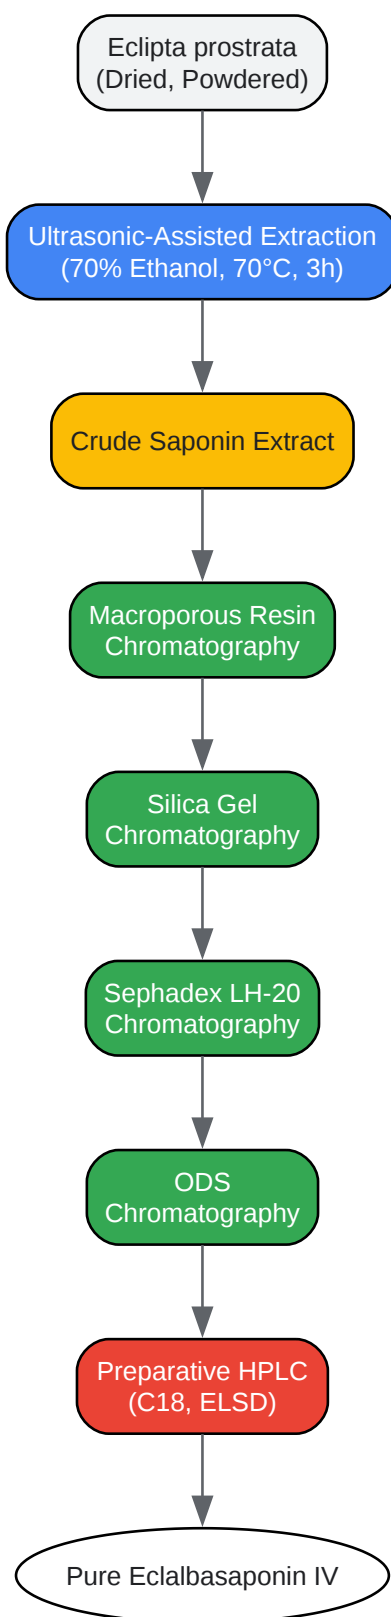 Eclipta prostrata
(Dried, Powdered)
Ultrasonic-Assisted Extraction
(70% Ethanol, 70°C, 3h)
Crude Saponin Extract
Macroporous Resin
Chromatography
Silica Gel
Chromatography
Sephadex LH-20
Chromatography
ODS
Chromatography
Preparative HPLC
(C18, ELSD)
Pure Eclalbasaponin IV